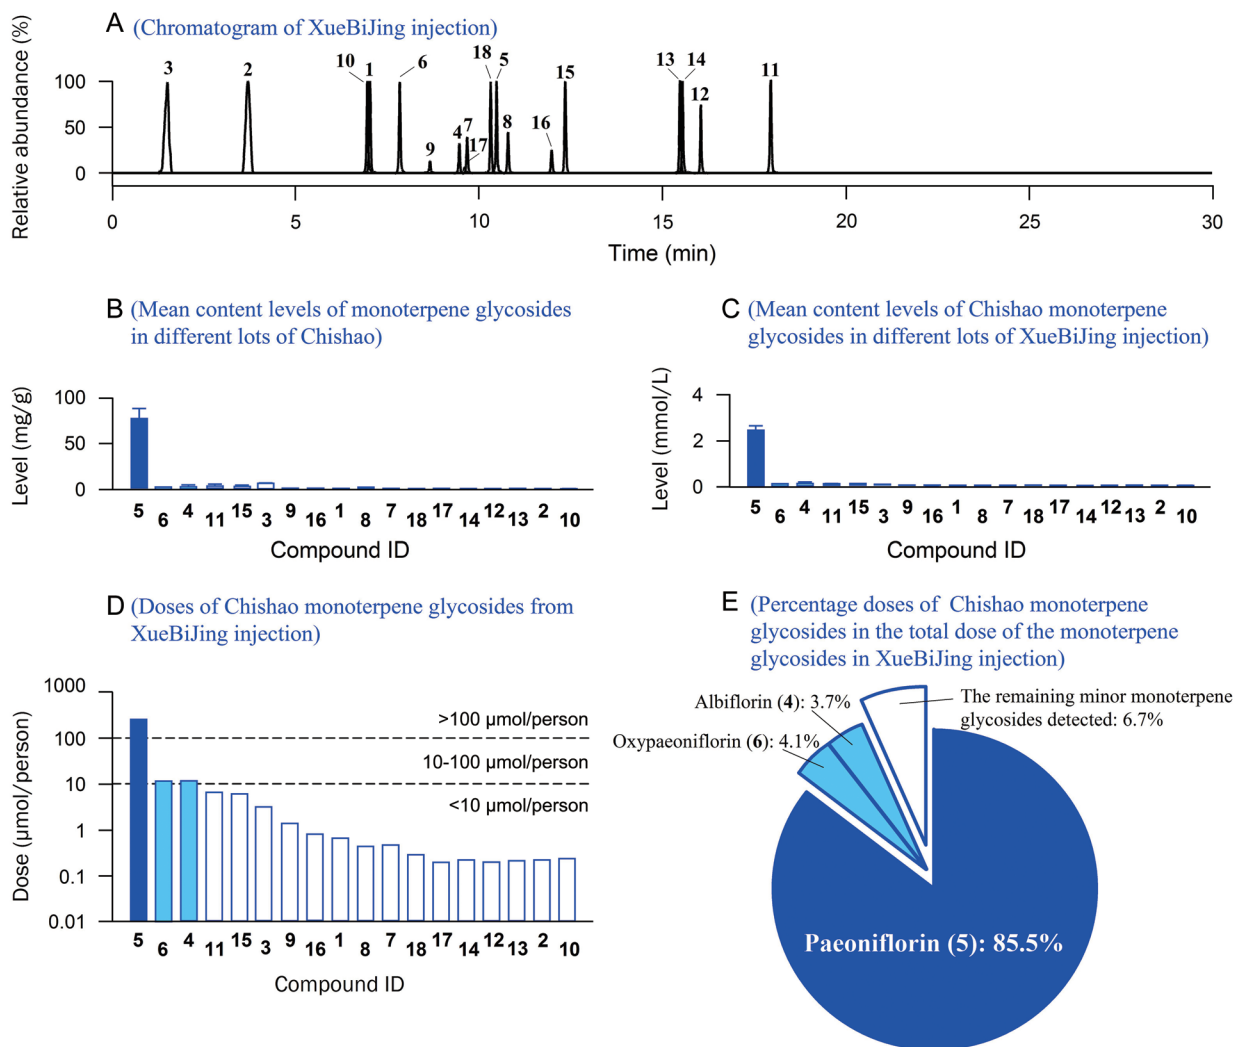 A (Chromatogram of XueBiJing injection)
Relative abundance (%)
100
50
0
3
2
10
1
6
9
4
7
17
18
5
8
16
15
13
14
12
11
0 5 10 15 20 25 30
Time (min)
B (Mean content levels of monoterpene glycosides
in different lots of Chishao)
Level (mg/g)
100
50
0
5 6 4 11 15 3 9 16 1 8 7 18 17 14 12 13 2 10
Compound ID
C (Mean content levels of Chishao monoterpene
glycosides in different lots of XueBiJing injection)
Level (mmol/L)
4
2
0
5 6 4 11 15 3 9 16 1 8 7 18 17 14 12 13 2 10
Compound ID
D (Doses of Chishao monoterpene glycosides from
XueBiJing injection)
Dose (µmol/person)
1000
100
10
1
0.1
0.01
>100 µmol/person
10-100 µmol/person
<10 µmol/person
5 6 4 11 15 3 9 16 1 8 7 18 17 14 12 13 2 10
Compound ID
E (Percentage doses of Chishao monoterpene
glycosides in the total dose of the monoterpene
glycosides in XueBiJing injection)
Albiflorin (4): 3.7%
Oxypaeoniflorin (6): 4.1%
The remaining minor monoterpene
glycosides detected: 6.7%
Paeoniflorin (5): 85.5%